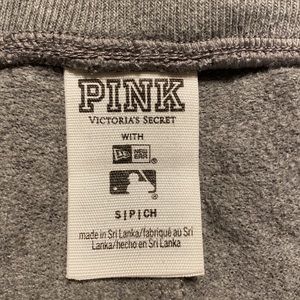 PINK
VICTORIA'S SECRET
WITH
NEW ERA
S|P|CH
made in Sri Lanka/fabriqué au Sri
Lanka/hecho en Sri Lanka